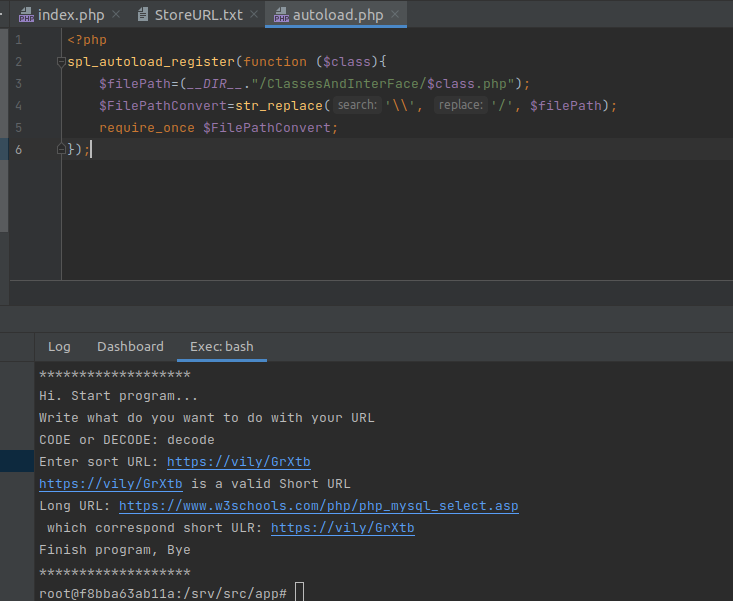 index.php StoreURL.txt autoload.php
1 <?php
2 spl_autoload_register(function ($class){
3 $filePath=(__DIR__."/ClassesAndInterFace/$class.php");
4 $FilePathConvert=str_replace( search: '\\', replace: '/', $filePath);
5 require_once $FilePathConvert;
6 });
Log Dashboard Exec: bash
*******************
Hi. Start program...
Write what do you want to do with your URL
CODE or DECODE: decode
Enter sort URL: https://vily/GrXtb
https://vily/GrXtb is a valid Short URL
Long URL: https://www.w3schools.com/php/php_mysql_select.asp
which correspond short ULR: https://vily/GrXtb
Finish program, Bye
*******************
root@f8bba63ab11a:/srv/src/app#